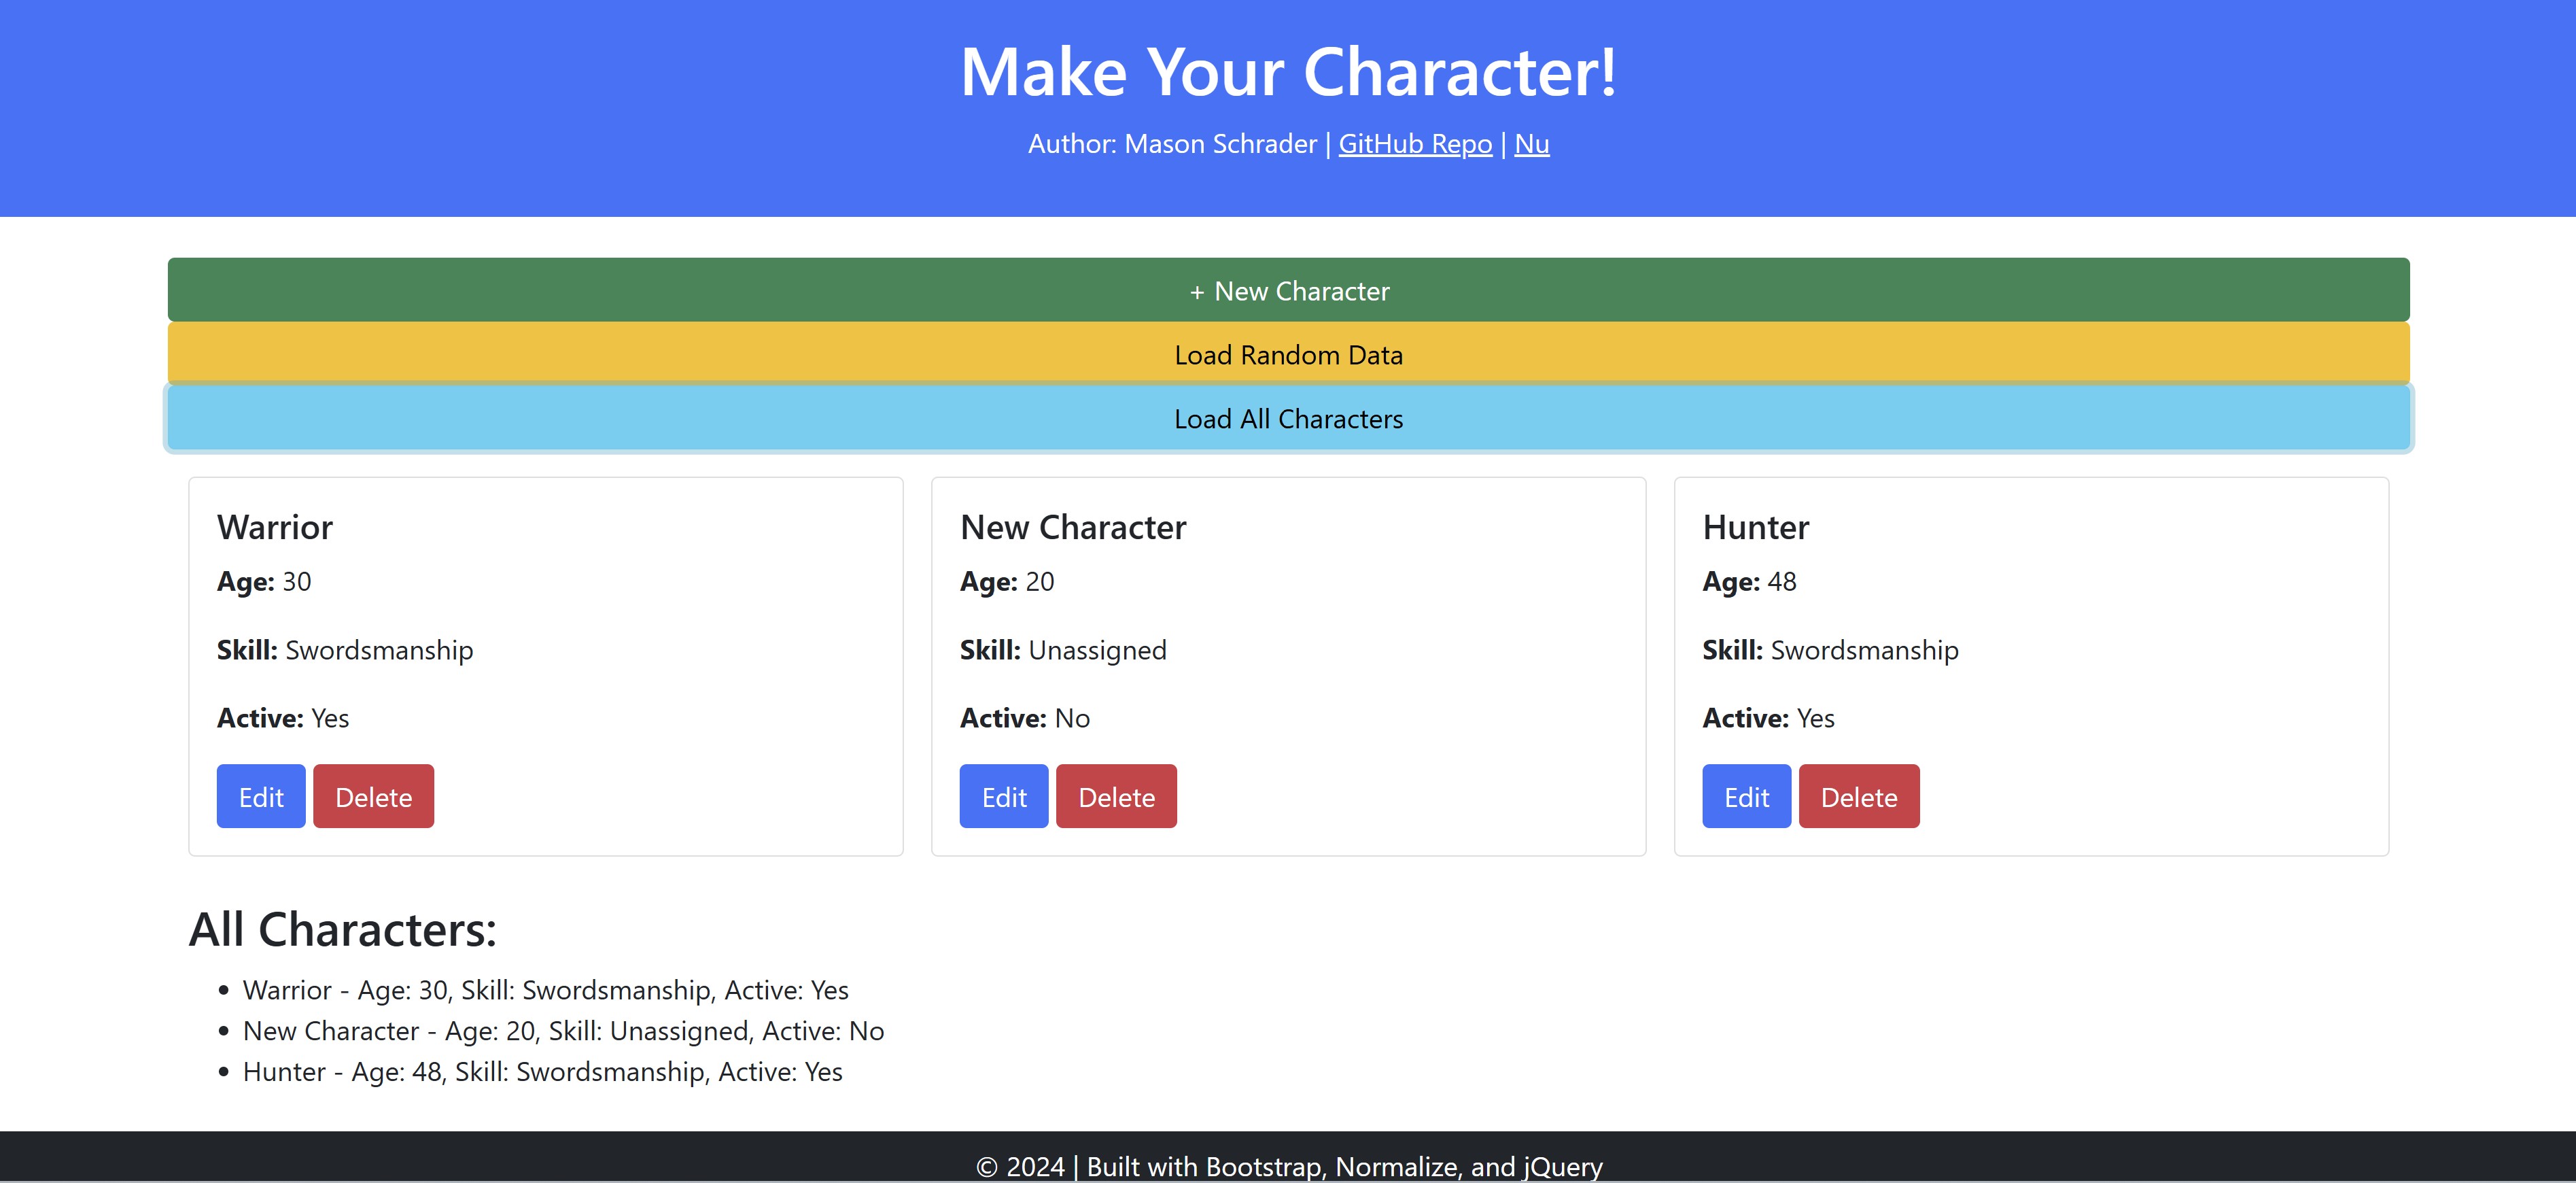 Make Your Character!
Author: Mason Schrader | GitHub Repo | Nu
+ New Character
Load Random Data
Load All Characters
Warrior
Age: 30
Skill: Swordsmanship
Active: Yes
Edit Delete
New Character
Age: 20
Skill: Unassigned
Active: No
Edit Delete
Hunter
Age: 48
Skill: Swordsmanship
Active: Yes
Edit Delete
All Characters:
• Warrior - Age: 30, Skill: Swordsmanship, Active: Yes
• New Character - Age: 20, Skill: Unassigned, Active: No
• Hunter - Age: 48, Skill: Swordsmanship, Active: Yes
© 2024 | Built with Bootstrap, Normalize, and jQuery